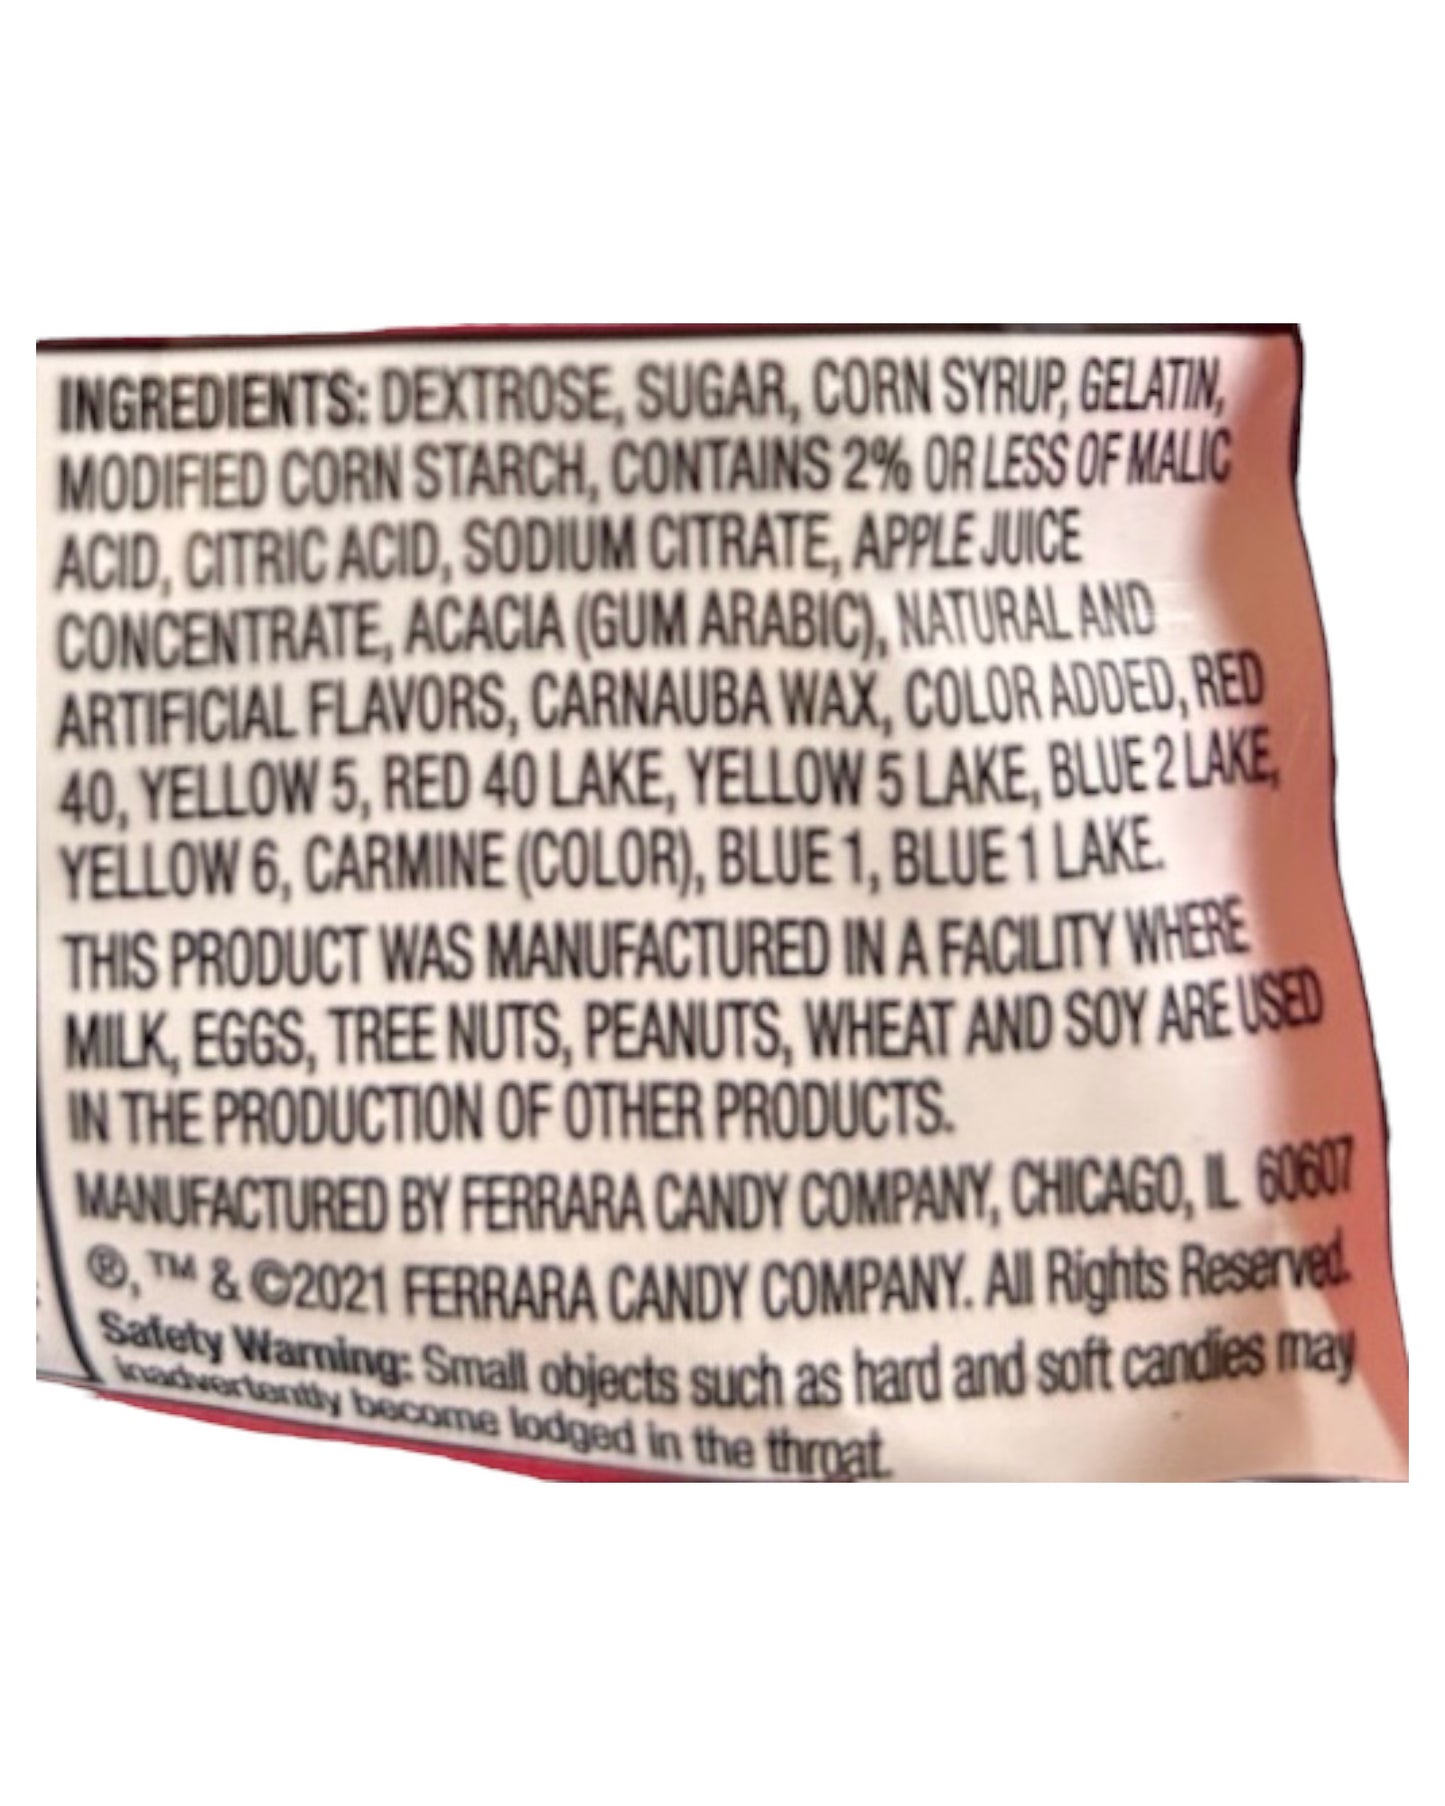 INGREDIENTS: DEXTROSE, SUGAR, CORN SYRUP, GELATIN,
MODIFIED CORN STARCH, CONTAINS 2% OR LESS OF MALIC
ACID, CITRIC ACID, SODIUM CITRATE, APPLE JUICE
CONCENTRATE, ACACIA (GUM ARABIC), NATURAL AND
ARTIFICIAL FLAVORS, CARNAUBA WAX, COLOR ADDED, RED
40, YELLOW 5, RED 40 LAKE, YELLOW 5 LAKE, BLUE 2 LAKE,
YELLOW 6, CARMINE (COLOR), BLUE 1, BLUE 1 LAKE.
THIS PRODUCT WAS MANUFACTURED IN A FACILITY WHERE
MILK, EGGS, TREE NUTS, PEANUTS, WHEAT AND SOY ARE USED
IN THE PRODUCTION OF OTHER PRODUCTS.
MANUFACTURED BY FERRARA CANDY COMPANY, CHICAGO, IL 60607
®, ™ & ©2021 FERRARA CANDY COMPANY. All Rights Reserved.
Safety Warning: Small objects such as hard and soft candies may
inadvertently become lodged in the throat.